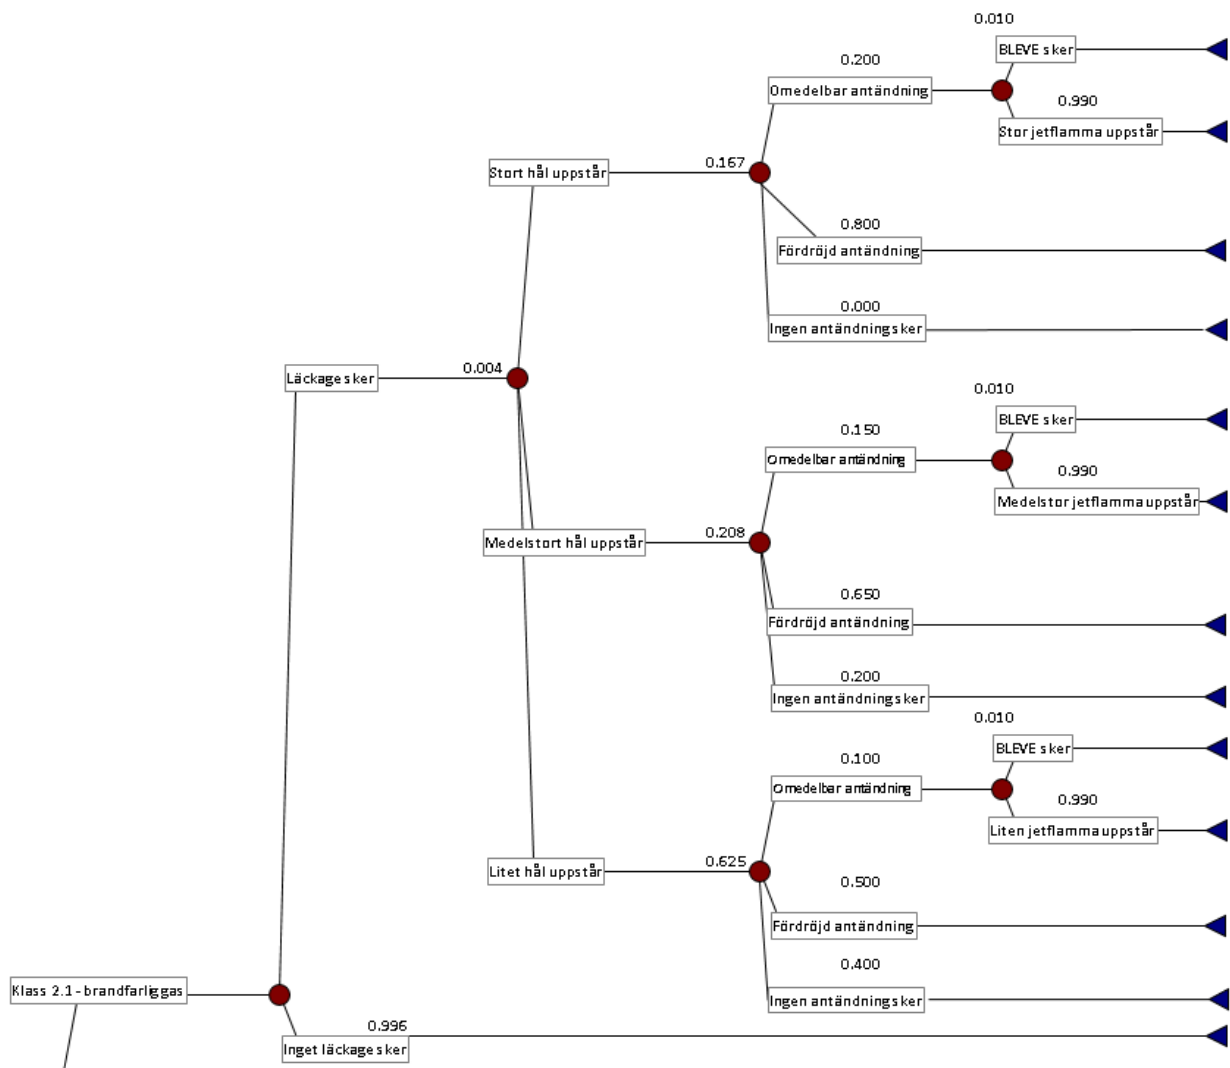 0.010
BLEVE sker
0.200
Omedelbar antändning
0.990
Stor jetflamma uppstår
0.167
Stort hål uppstår
0.800
Fördröjd antändning
0.000
Ingen antändning sker
0.004
Läckage sker
0.010
BLEVE sker
0.150
Omedelbar antändning
0.990
Medelstor jetflamma uppstår
0.208
Medelstort hål uppstår
0.650
Fördröjd antändning
0.200
Ingen antändning sker
0.010
BLEVE sker
0.100
Omedelbar antändning
0.990
Liten jetflamma uppstår
0.625
Litet hål uppstår
0.500
Fördröjd antändning
0.400
Ingen antändning sker
Klass 2.1 - brandfarlig gas
0.996
Inget läckage sker